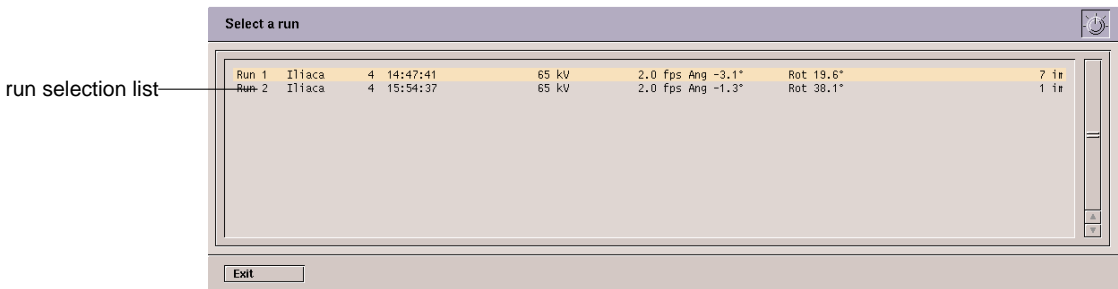 Select a run
run selection list
Run 1 Iliaca 4 14:47:41 65 kV 2.0 fps Ang -3.1° Rot 19.6° 7 im
Run 2 Iliaca 4 15:54:37 65 kV 2.0 fps Ang -1.3° Rot 38.1° 1 im
Exit